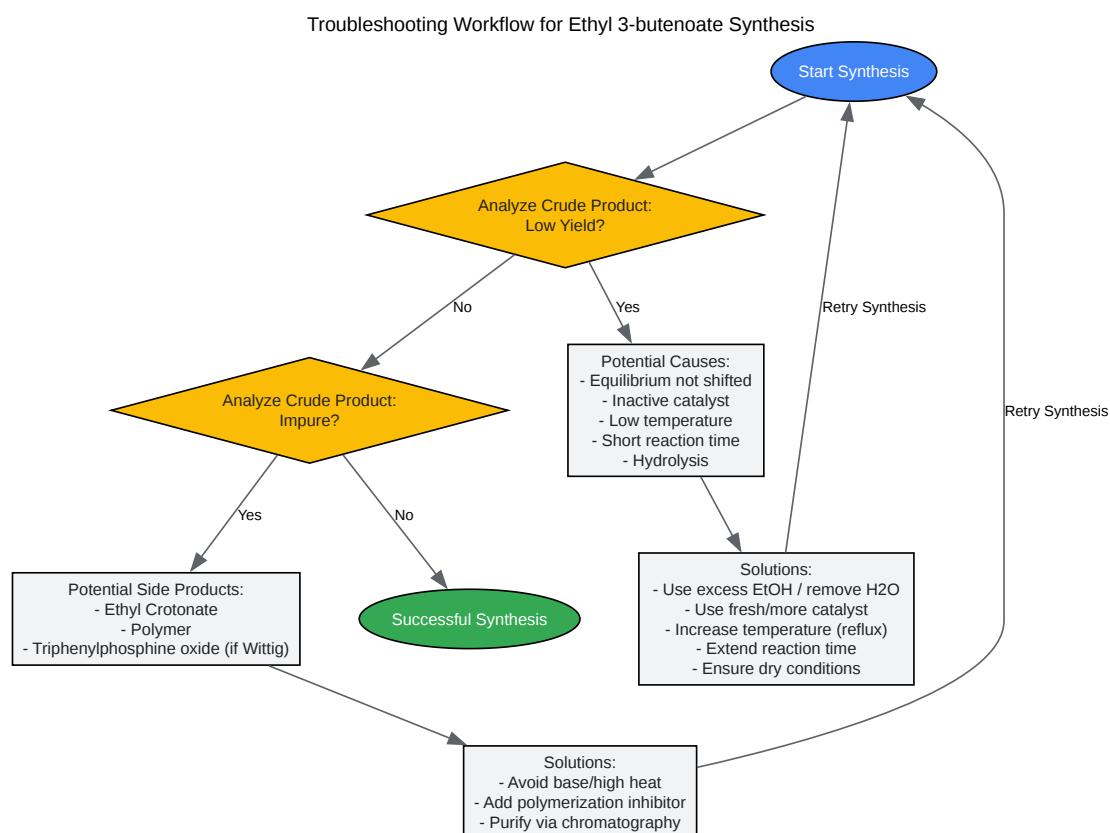 Troubleshooting Workflow for Ethyl 3-butenoate Synthesis
Start Synthesis
Analyze Crude Product:
Low Yield?
No
Yes
Retry Synthesis
Potential Causes:
- Equilibrium not shifted
- Inactive catalyst
- Low temperature
- Short reaction time
- Hydrolysis
Analyze Crude Product:
Impure?
Retry Synthesis
Yes
No
Solutions:
- Use excess EtOH / remove H2O
- Use fresh/more catalyst
- Increase temperature (reflux)
- Extend reaction time
- Ensure dry conditions
Potential Side Products:
- Ethyl Crotonate
- Polymer
- Triphenylphosphine oxide (if Wittig)
Successful Synthesis
Solutions:
- Avoid base/high heat
- Add polymerization inhibitor
- Purify via chromatography